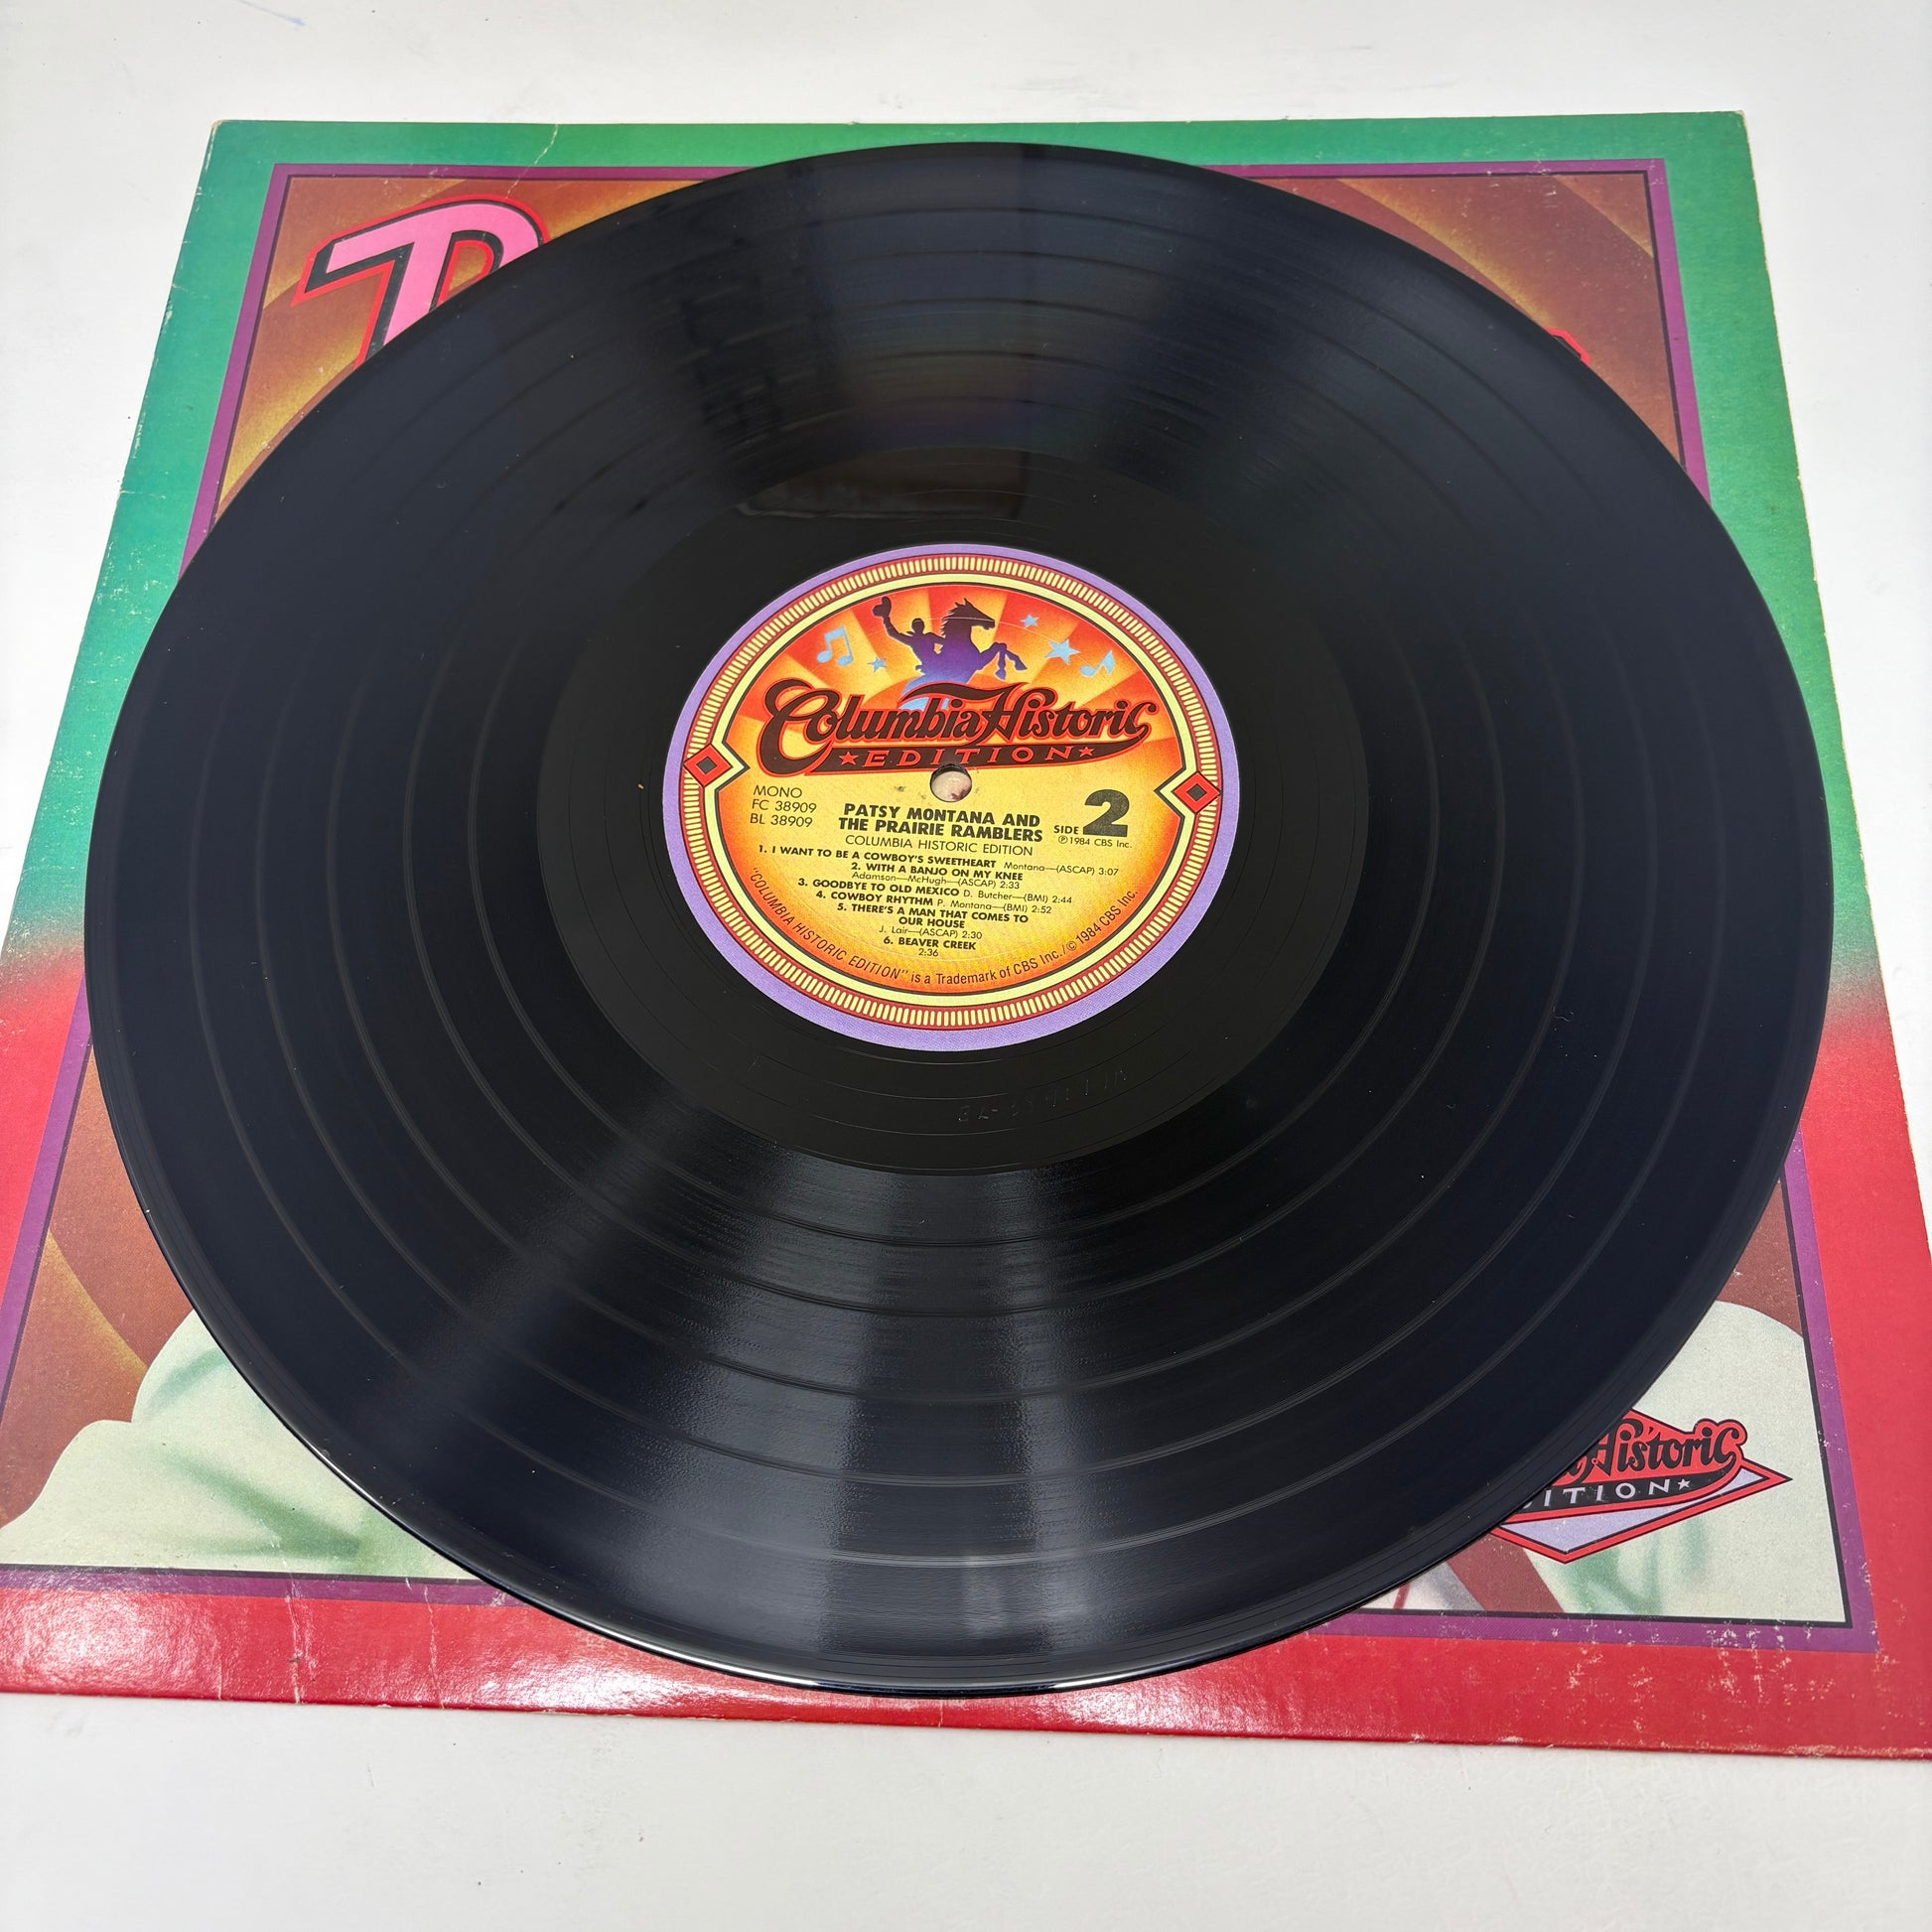 Columbia Historic
★EDITION★
MONO
FC 38909
BL 38909
PATSY MONTANA AND
THE PRAIRIE RAMBLERS
COLUMBIA HISTORIC EDITION
SIDE 2
℗1984 CBS Inc.
1. I WANT TO BE A COWBOY'S SWEETHEART Montana—(ASCAP) 3:07
2. WITH A BANJO ON MY KNEE
Adamson—McHugh—(ASCAP) 2:33
3. GOODBYE TO OLD MEXICO D. Butcher—(BMI) 2:44
4. COWBOY RHYTHM P. Montana—(BMI) 2:52
5. THERE'S A MAN THAT COMES TO
OUR HOUSE
J. Lair—(ASCAP) 2:30
6. BEAVER CREEK
2:36
"COLUMBIA HISTORIC EDITION" is a Trademark of CBS Inc./© 1984 CBS Inc.
Historic
ITION★